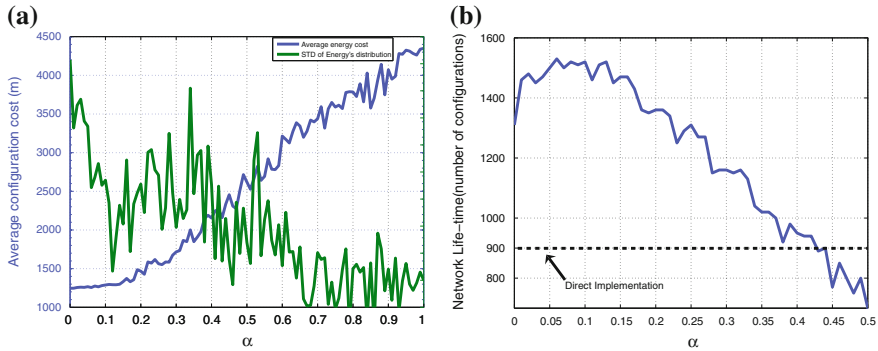 (a)
Average configuration cost (m)
4500
4000
3500
3000
2500
2000
1500
1000
Average energy cost
STD of Energy's distribution
0 0.1 0.2 0.3 0.4 0.5 0.6 0.7 0.8 0.9 1
α
(b)
Network Life-time(number of configurations)
1600
1400
1200
1000
900
800
Direct Implementation
0 0.05 0.1 0.15 0.2 0.25 0.3 0.35 0.4 0.45 0.5
α